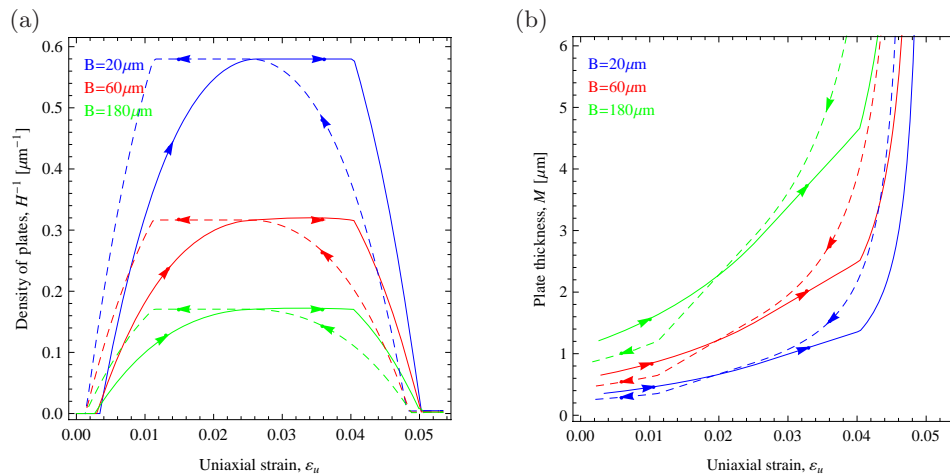 (a)
B=20μm
B=60μm
B=180μm
Density of plates, H⁻¹ [μm⁻¹]
0.6
0.5
0.4
0.3
0.2
0.1
0.0
0.00 0.01 0.02 0.03 0.04 0.05
Uniaxial strain, εᵤ
(b)
B=20μm
B=60μm
B=180μm
Plate thickness, M [μm]
6
5
4
3
2
1
0
0.00 0.01 0.02 0.03 0.04 0.05
Uniaxial strain, εᵤ